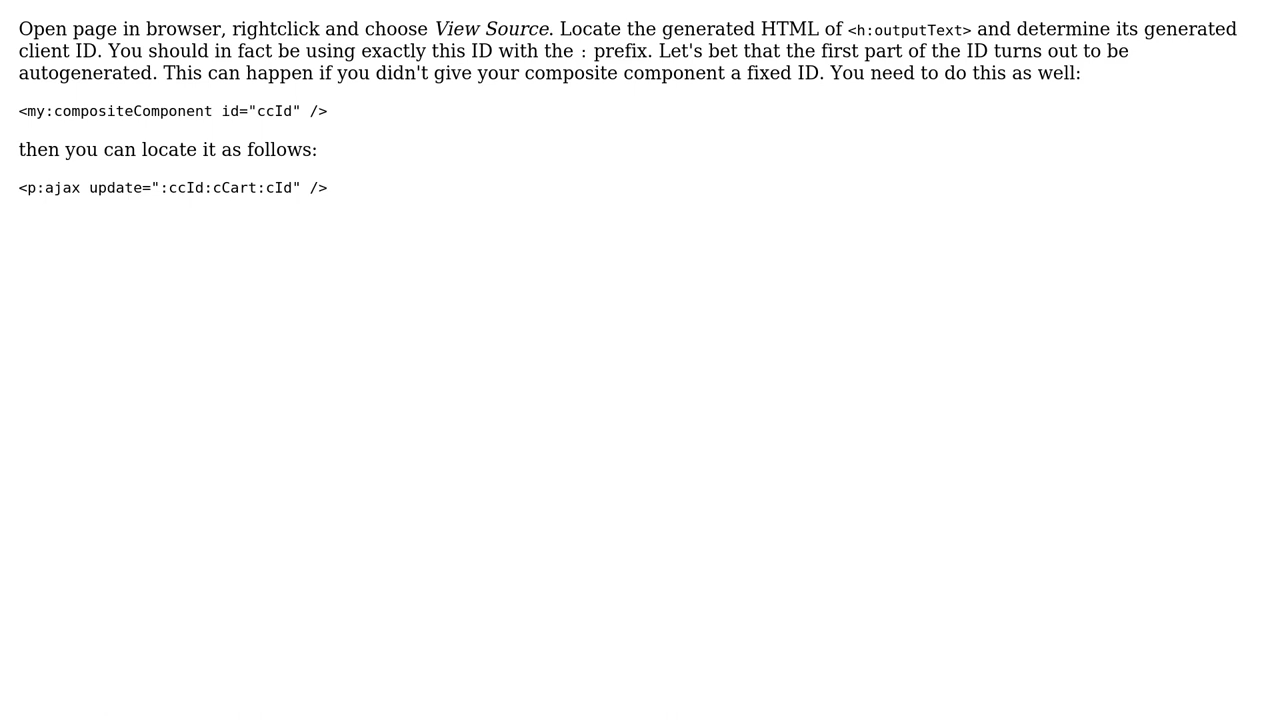 Open page in browser, rightclick and choose View Source. Locate the generated HTML of <h:outputText> and determine its generated
client ID. You should in fact be using exactly this ID with the : prefix. Let's bet that the first part of the ID turns out to be
autogenerated. This can happen if you didn't give your composite component a fixed ID. You need to do this as well:
<my:compositeComponent id="ccId" />
then you can locate it as follows:
<p:ajax update=":ccId:cCart:cId" />